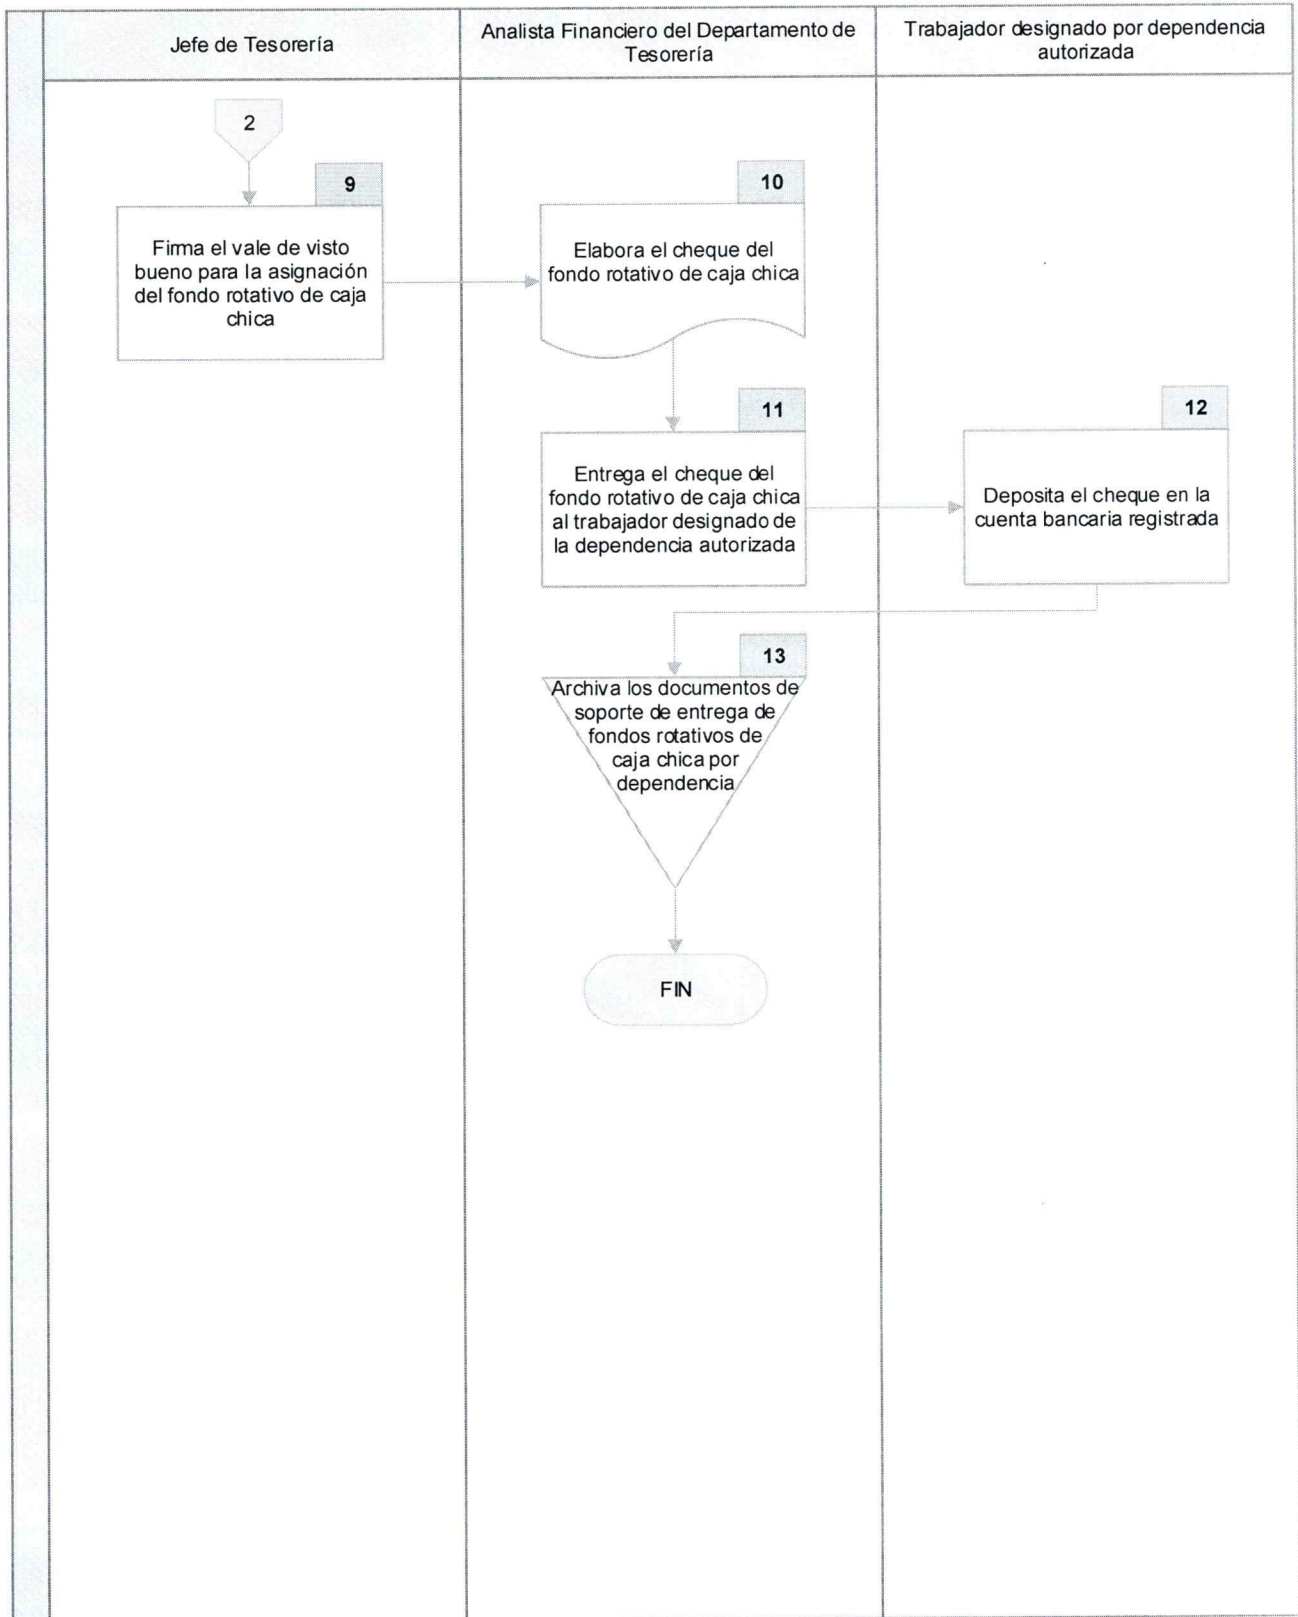 Jefe de Tesorería
Analista Financiero del Departamento de
Tesorería
Trabajador designado por dependencia
autorizada
2
9
Firma el vale de visto
bueno para la asignación
del fondo rotativo de caja
chica
10
Elabora el cheque del
fondo rotativo de caja chica
11
Entrega el cheque del
fondo rotativo de caja chica
al trabajador designado de
la dependencia autorizada
12
Deposita el cheque en la
cuenta bancaria registrada
13
Archiva los documentos de
soporte de entrega de
fondos rotativos de
caja chica por
dependencia
FIN